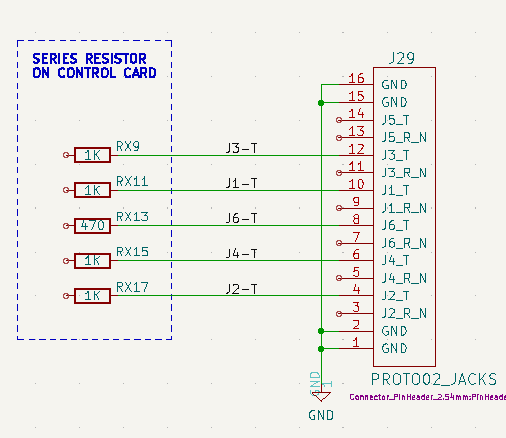 SERIES RESISTOR
ON CONTROL CARD
J29
16 GND
15 GND
14 J5_T
13 J5_R_N
RX9 1K J3-T 12 J3_T
11 J3_R_N
RX11 1K J1-T 10 J1_T
9 J1_R_N
RX13 470 J6-T 8 J6_T
7 J6_R_N
RX15 1K J4-T 6 J4_T
5 J4_R_N
RX17 1K J2-T 4 J2_T
3 J2_R_N
2 GND
1 GND
PROTO02_JACKS
Connector_PinHeader_2.54mm:PinHeade
GND 1
GND